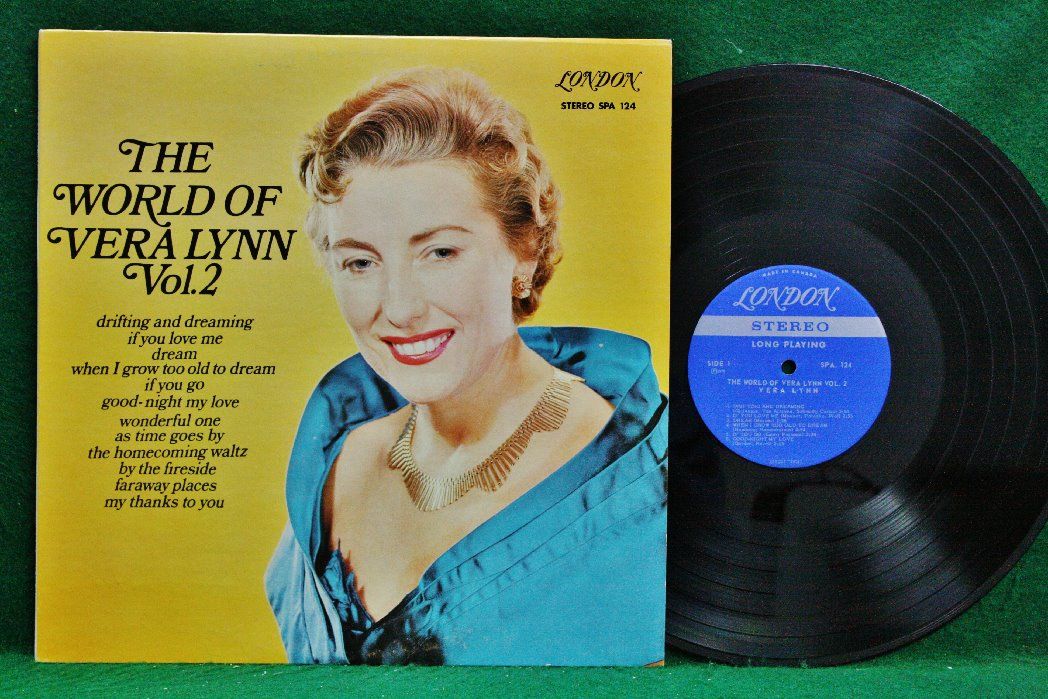 THE
WORLD OF
VERA LYNN
Vol.2
drifting and dreaming
if you love me
dream
when I grow too old to dream
if you go
good-night my love
wonderful one
as time goes by
the homecoming waltz
by the fireside
faraway places
my thanks to you
LONDON
STEREO SPA 124
MADE IN CANADA
LONDON
STEREO
LONG PLAYING
SIDE 1 SPA. 124
THE WORLD OF VERA LYNN VOL. 2
VERA LYNN